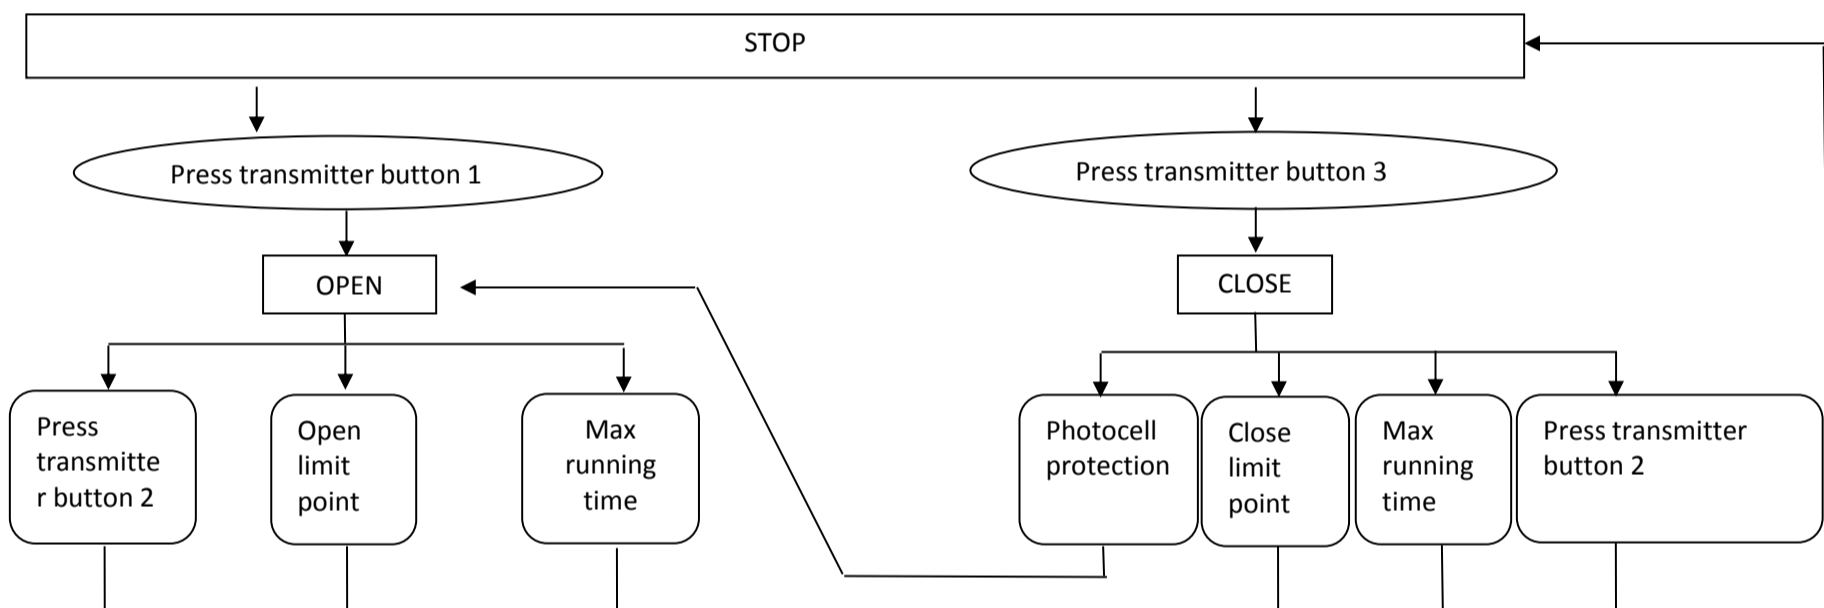 STOP
Press transmitter button 1
Press transmitter button 3
OPEN
CLOSE
Press
transmitte
r button 2
Open
limit
point
Max
running
time
Photocell
protection
Close
limit
point
Max
running
time
Press transmitter
button 2